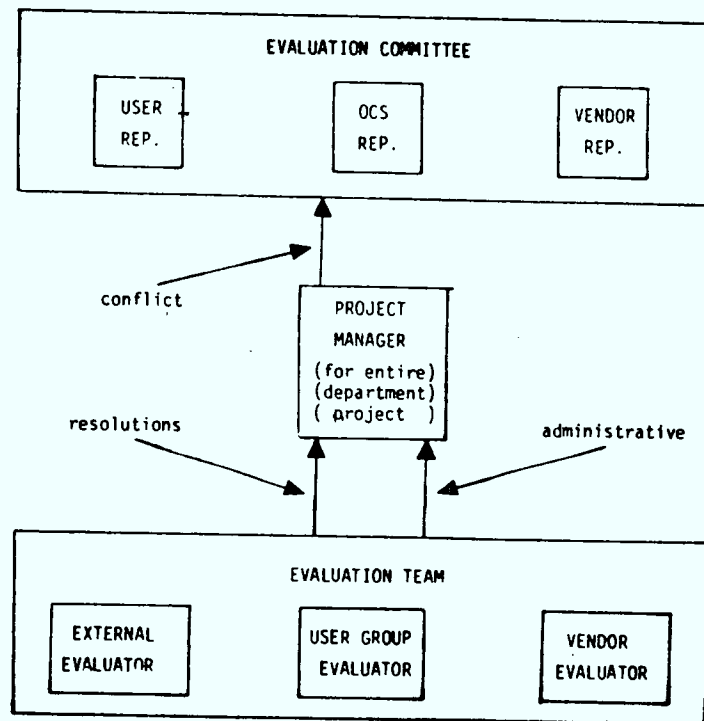 EVALUATION COMMITTEE
USER
REP.
OCS
REP.
VENDOR
REP.
conflict
PROJECT
MANAGER
(for entire)
(department)
( project )
resolutions
administrative
EVALUATION TEAM
EXTERNAL
EVALUATOR
USER GROUP
EVALUATOR
VENDOR
EVALUATOR